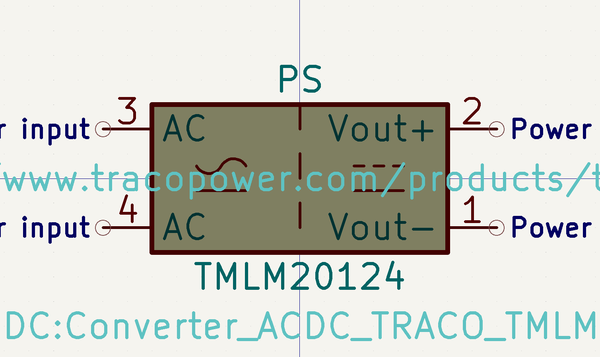 PS
3 2
r input AC Vout+ Power
/www.tracopower.com/products/t
4 1
r input AC Vout- Power
TMLM20124
DC:Converter_ACDC_TRACO_TMLM